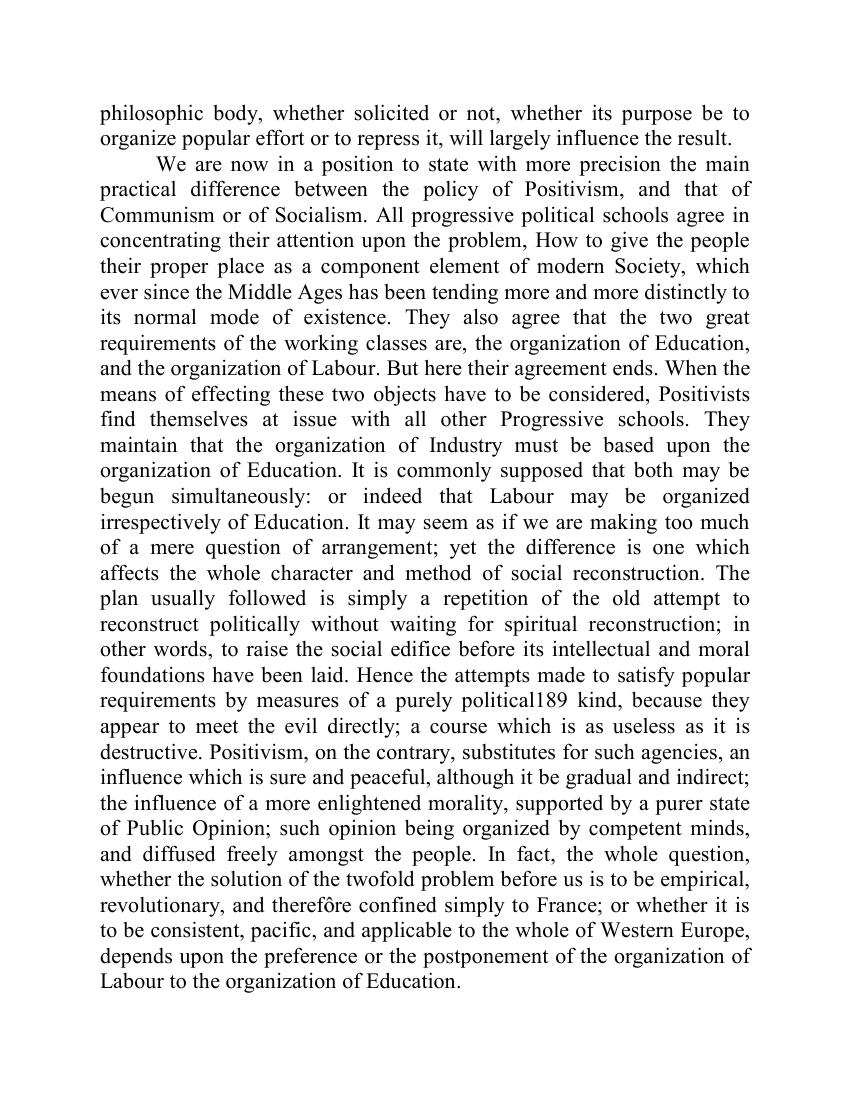 philosophic body, whether solicited or not, whether its purpose be to
organize popular effort or to repress it, will largely influence the result.
We are now in a position to state with more precision the main
practical difference between the policy of Positivism, and that of
Communism or of Socialism. All progressive political schools agree in
concentrating their attention upon the problem, How to give the people
their proper place as a component element of modern Society, which
ever since the Middle Ages has been tending more and more distinctly to
its normal mode of existence. They also agree that the two great
requirements of the working classes are, the organization of Education,
and the organization of Labour. But here their agreement ends. When the
means of effecting these two objects have to be considered, Positivists
find themselves at issue with all other Progressive schools. They
maintain that the organization of Industry must be based upon the
organization of Education. It is commonly supposed that both may be
begun simultaneously: or indeed that Labour may be organized
irrespectively of Education. It may seem as if we are making too much
of a mere question of arrangement; yet the difference is one which
affects the whole character and method of social reconstruction. The
plan usually followed is simply a repetition of the old attempt to
reconstruct politically without waiting for spiritual reconstruction; in
other words, to raise the social edifice before its intellectual and moral
foundations have been laid. Hence the attempts made to satisfy popular
requirements by measures of a purely political189 kind, because they
appear to meet the evil directly; a course which is as useless as it is
destructive. Positivism, on the contrary, substitutes for such agencies, an
influence which is sure and peaceful, although it be gradual and indirect;
the influence of a more enlightened morality, supported by a purer state
of Public Opinion; such opinion being organized by competent minds,
and diffused freely amongst the people. In fact, the whole question,
whether the solution of the twofold problem before us is to be empirical,
revolutionary, and therefôre confined simply to France; or whether it is
to be consistent, pacific, and applicable to the whole of Western Europe,
depends upon the preference or the postponement of the organization of
Labour to the organization of Education.